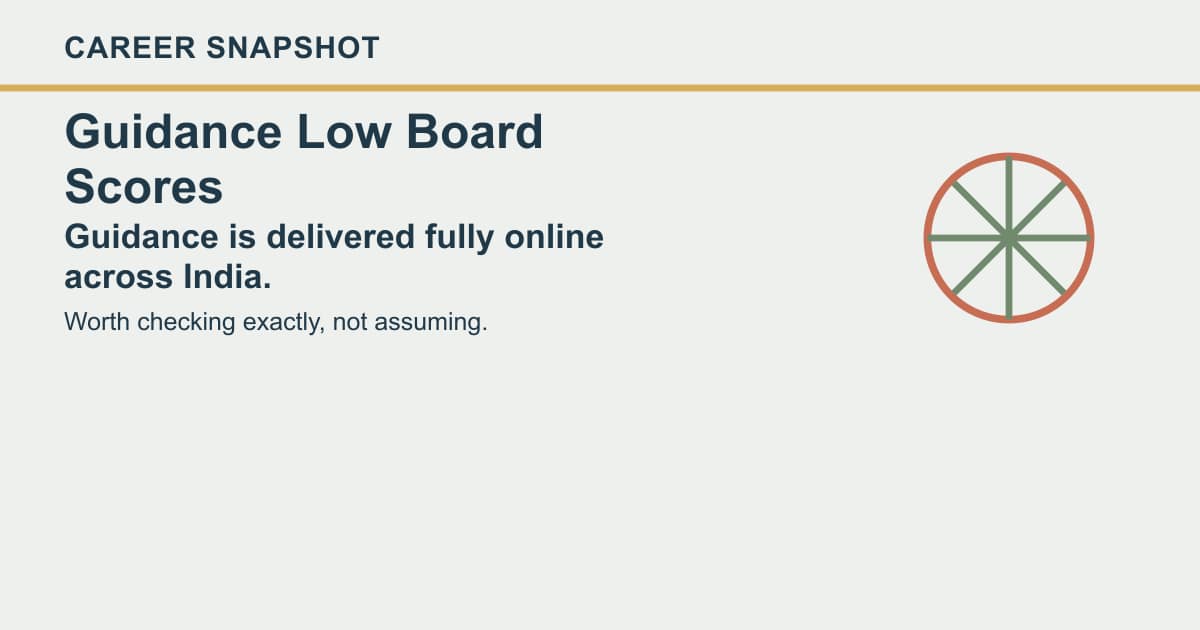 CAREER SNAPSHOT
Guidance Low Board
Scores
Guidance is delivered fully online
across India.
Worth checking exactly, not assuming.